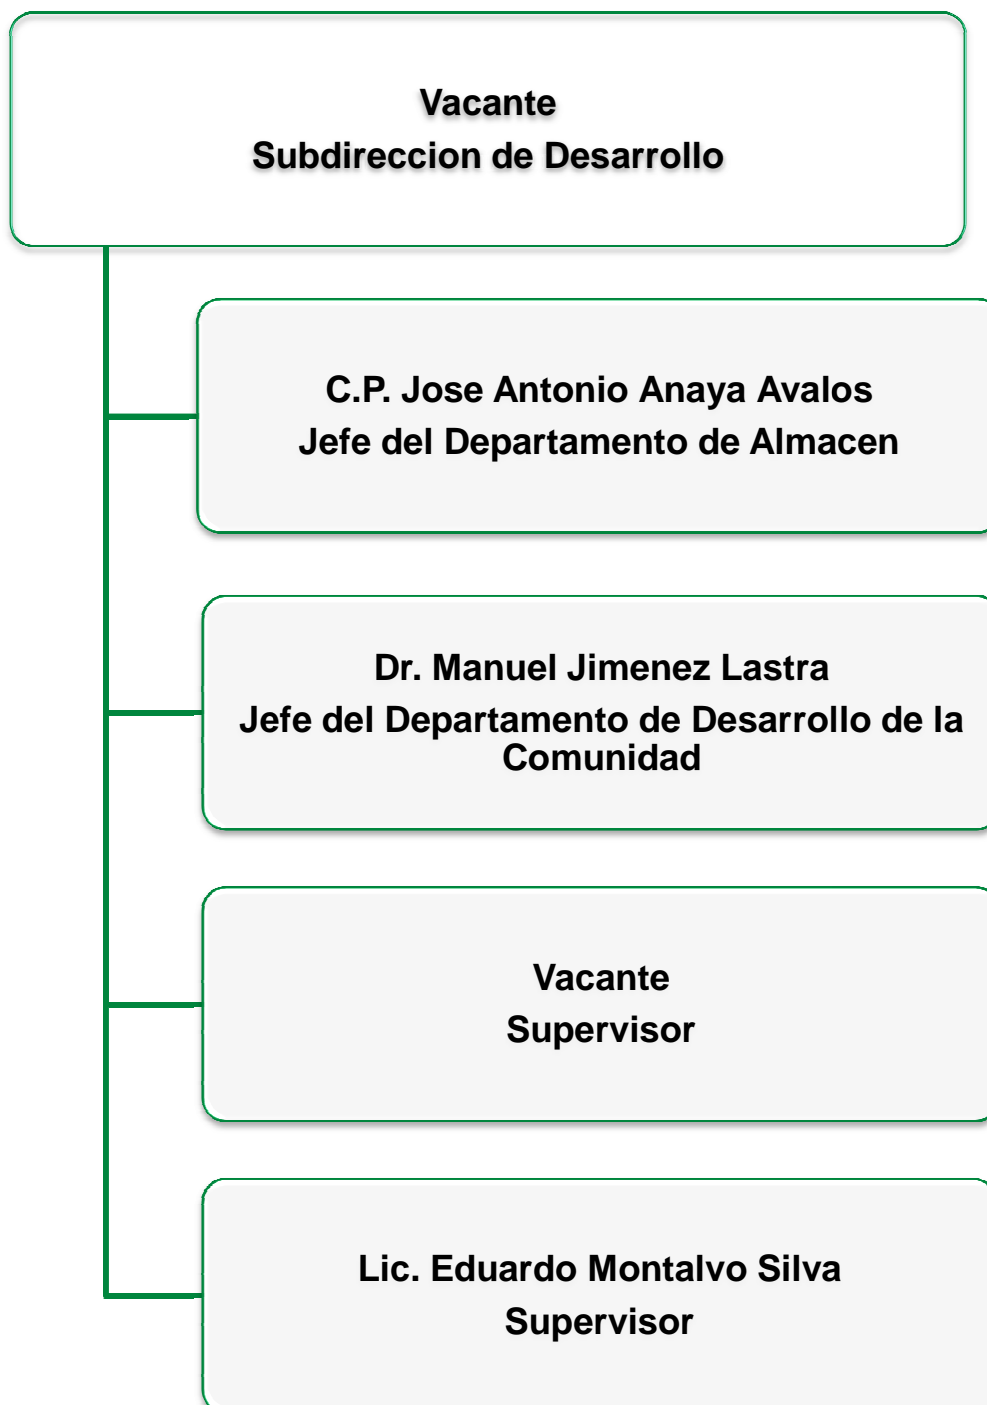 Vacante
Subdireccion de Desarrollo
C.P. Jose Antonio Anaya Avalos
Jefe del Departamento de Almacen
Dr. Manuel Jimenez Lastra
Jefe del Departamento de Desarrollo de la
Comunidad
Vacante
Supervisor
Lic. Eduardo Montalvo Silva
Supervisor